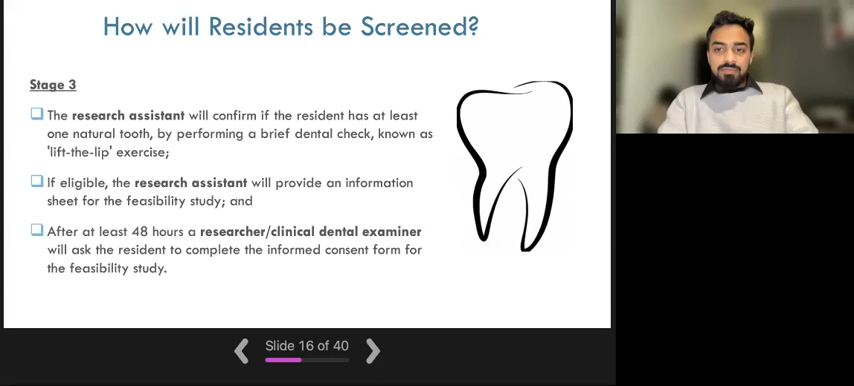 How will Residents be Screened?
Stage 3
The research assistant will confirm if the resident has at least
one natural tooth, by performing a brief dental check, known as
'lift-the-lip' exercise;
If eligible, the research assistant will provide an information
sheet for the feasibility study; and
After at least 48 hours a researcher/clinical dental examiner
will ask the resident to complete the informed consent form for
the feasibility study.
Slide 16 of 40